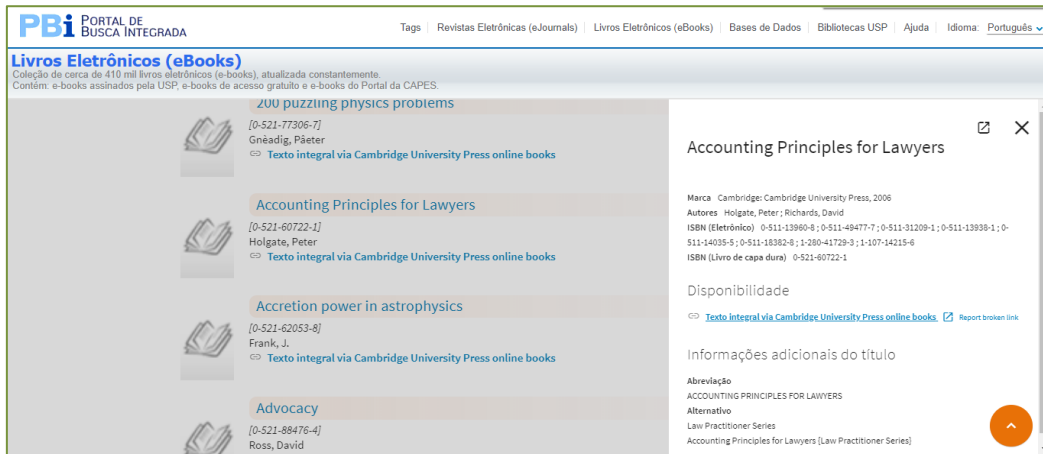 PBi PORTAL DE
BUSCA INTEGRADA
Tags Revistas Eletrônicas (eJournals) Livros Eletrônicos (eBooks) Bases de Dados Bibliotecas USP Ajuda Idioma: Português
Livros Eletrônicos (eBooks)
Coleção de cerca de 410 mil livros eletrônicos (e-books), atualizada constantemente.
Contém: e-books assinados pela USP, e-books de acesso gratuito e e-books do Portal da CAPES.
200 puzzling physics problems
[0-521-77306-7]
Gnèadig, Pâeter
Texto integral via Cambridge University Press online books
Accounting Principles for Lawyers
[0-521-60722-1]
Holgate, Peter
Texto integral via Cambridge University Press online books
Accretion power in astrophysics
[0-521-62053-8]
Frank, J.
Texto integral via Cambridge University Press online books
Advocacy
[0-521-88476-4]
Ross, David
Accounting Principles for Lawyers
Marca Cambridge: Cambridge University Press, 2006
Autores Holgate, Peter ; Richards, David
ISBN (Eletrônico) 0-511-13960-8 ; 0-511-49477-7 ; 0-511-31209-1 ; 0-511-13938-1 ; 0-
511-14035-5 ; 0-511-18382-8 ; 1-280-41729-3 ; 1-107-14215-6
ISBN (Livro de capa dura) 0-521-60722-1
Disponibilidade
Texto integral via Cambridge University Press online books Report broken link
Informações adicionais do título
Abreviação
ACCOUNTING PRINCIPLES FOR LAWYERS
Alternativo
Law Practitioner Series
Accounting Principles for Lawyers [Law Practitioner Series]